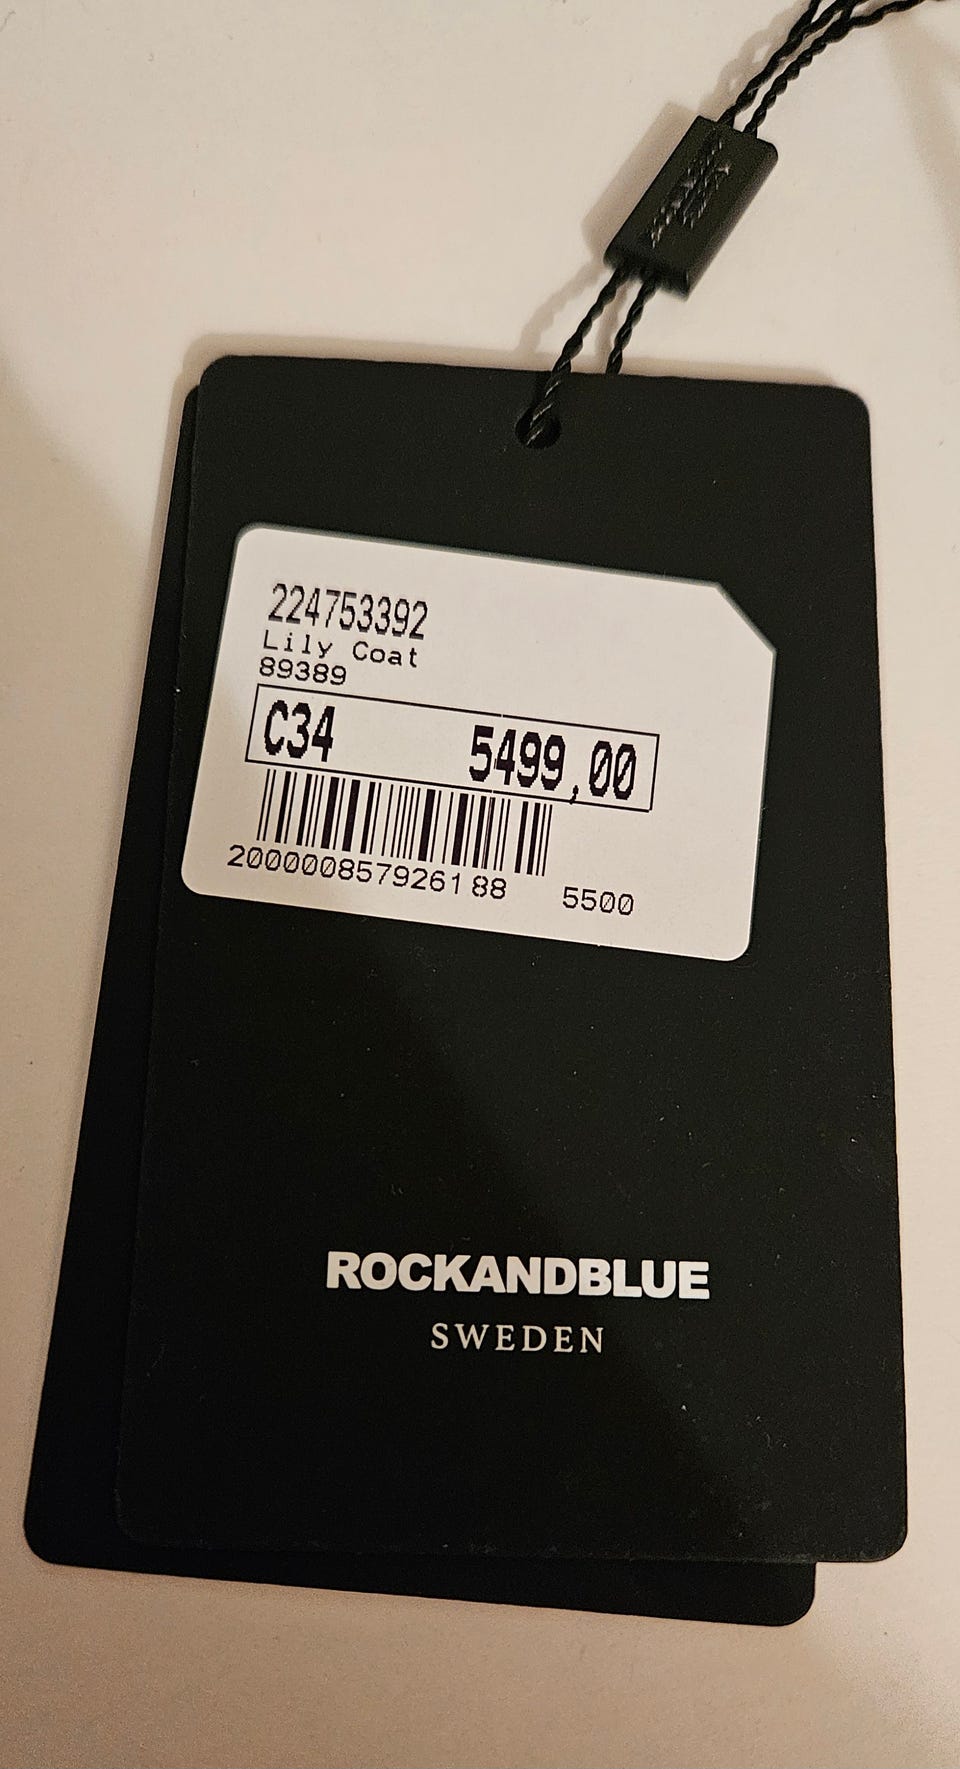 224753392
Lily Coat
89389
C34 5499,00
2000008579261 88 5500
ROCKANDBLUE
SWEDEN